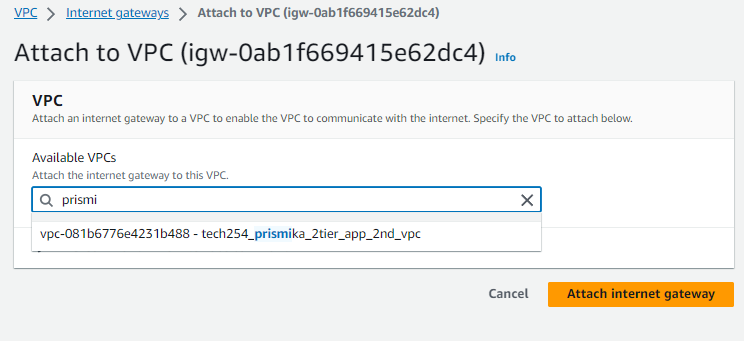 VPC > Internet gateways > Attach to VPC (igw-0ab1f669415e62dc4)
Attach to VPC (igw-0ab1f669415e62dc4) Info
VPC
Attach an internet gateway to a VPC to enable the VPC to communicate with the internet. Specify the VPC to attach below.
Available VPCs
Attach the internet gateway to this VPC.
prismi
vpc-081b6776e4231b488 - tech254_prismika_2tier_app_2nd_vpc
Cancel Attach internet gateway